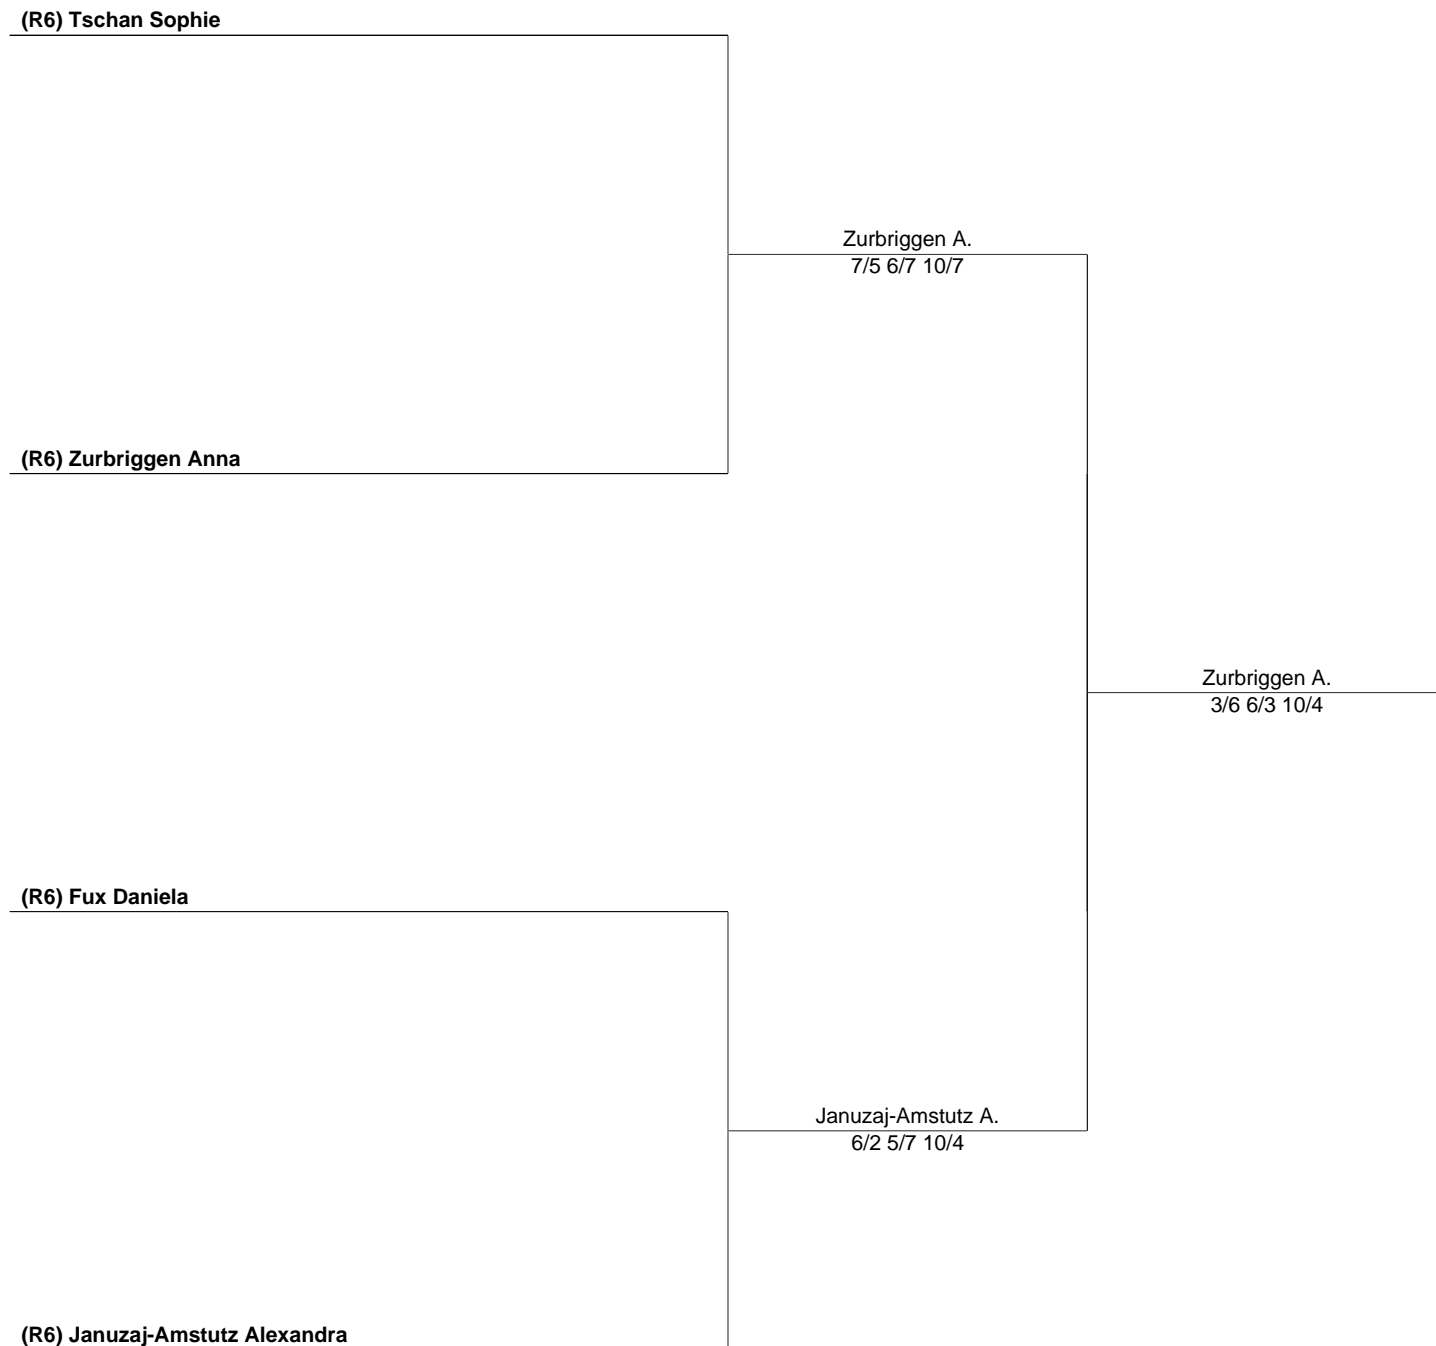 (R6) Tschan Sophie
Zurbriggen A.
7/5 6/7 10/7
(R6) Zurbriggen Anna
Zurbriggen A.
3/6 6/3 10/4
(R6) Fux Daniela
Januzaj-Amstutz A.
6/2 5/7 10/4
(R6) Januzaj-Amstutz Alexandra